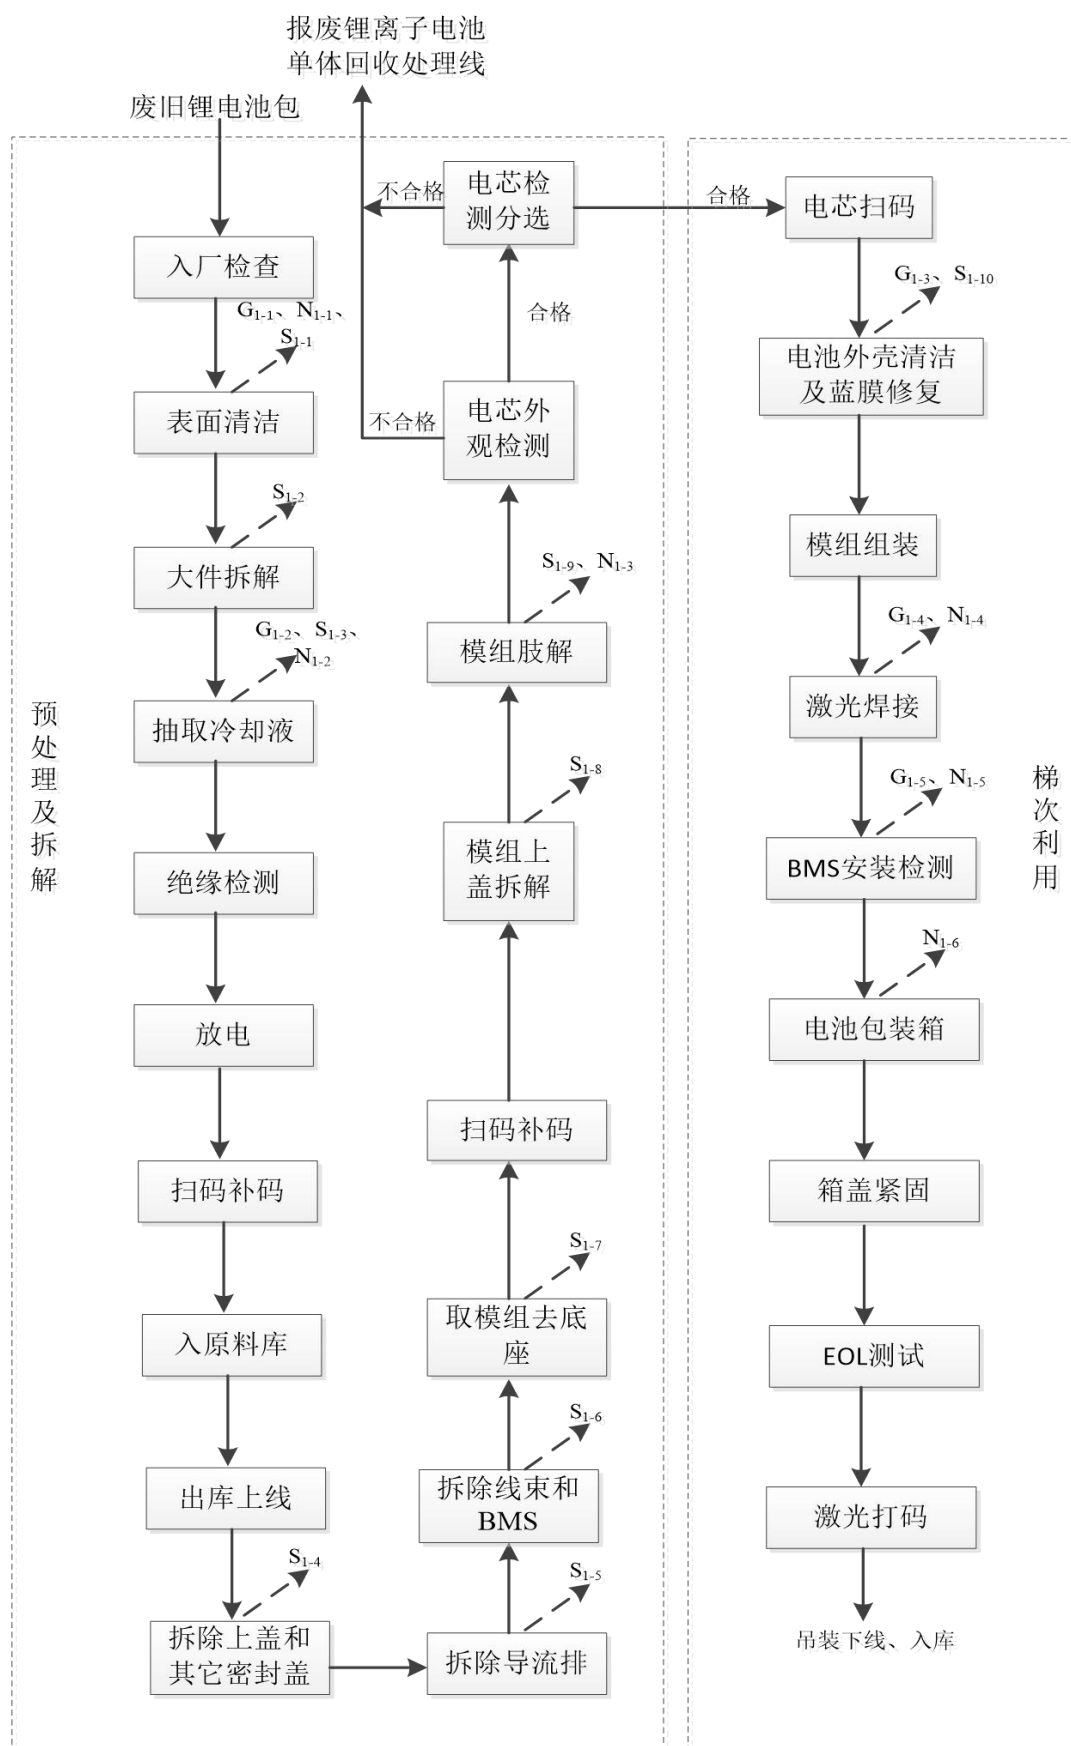 报废锂离子电池
单体回收处理线
废旧锂电池包
入厂检查
G1-1、N1-1、
S1-1
表面清洁
S1-2
大件拆解
G1-2、S1-3、
N1-2
抽取冷却液
绝缘检测
放电
扫码补码
入原料库
出库上线
S1-4
拆除上盖和
其它密封盖
预处理及拆解
不合格
电芯检
测分选
合格
合格
不合格
电芯外
观检测
S1-9、N1-3
模组肢解
S1-8
模组上
盖拆解
扫码补码
S1-7
取模组去底
座
S1-6
拆除线束和
BMS
S1-5
拆除导流排
电芯扫码
G1-3、S1-10
电池外壳清洁
及蓝膜修复
模组组装
G1-4、N1-4
激光焊接
G1-5、N1-5
BMS安装检测
N1-6
电池包装箱
箱盖紧固
EOL测试
激光打码
吊装下线、入库
梯次利用